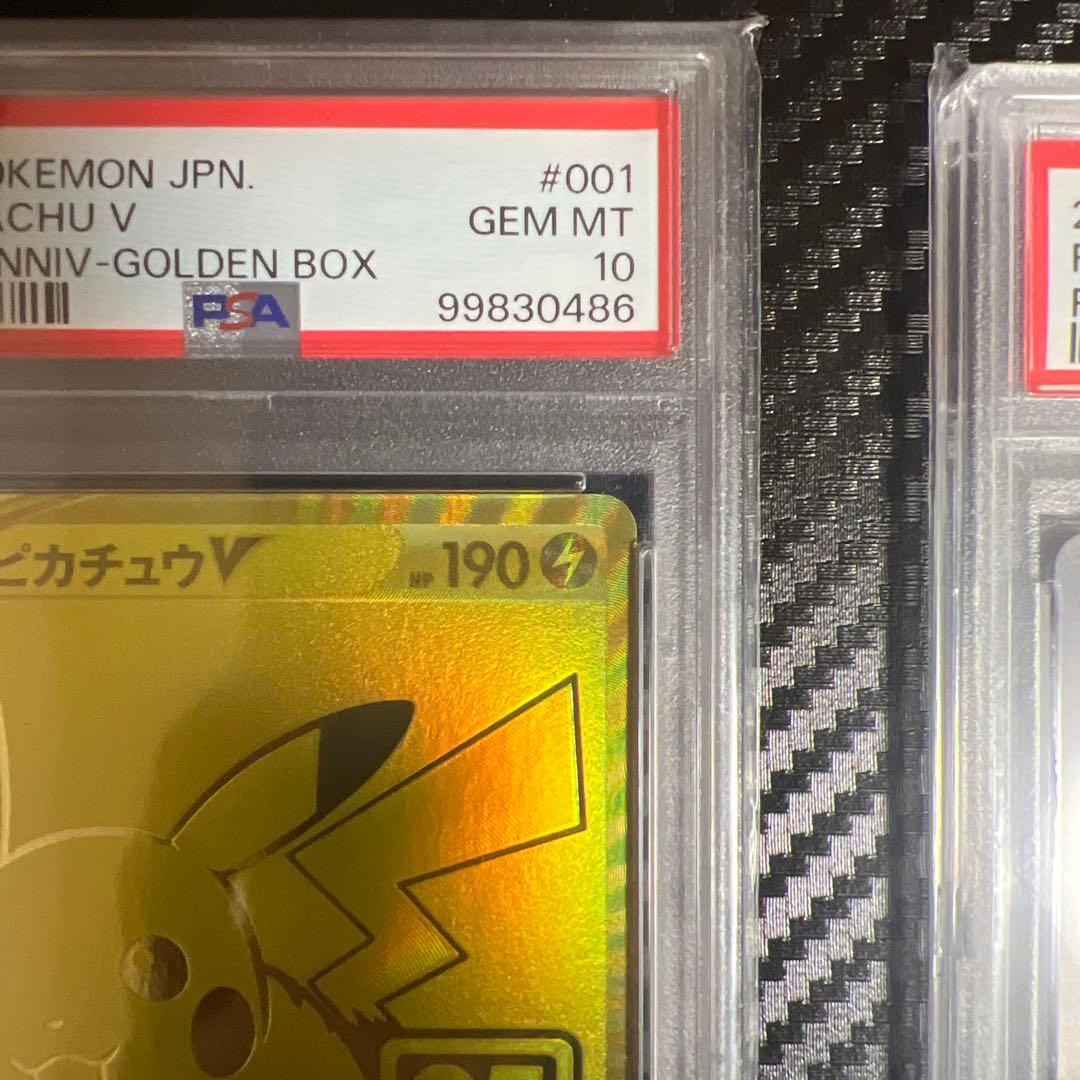 OKEMON JPN. #001
ACHU V GEM MT
NNIV-GOLDEN BOX 10
PSA 99830486
ピカチュウV HP 190
2